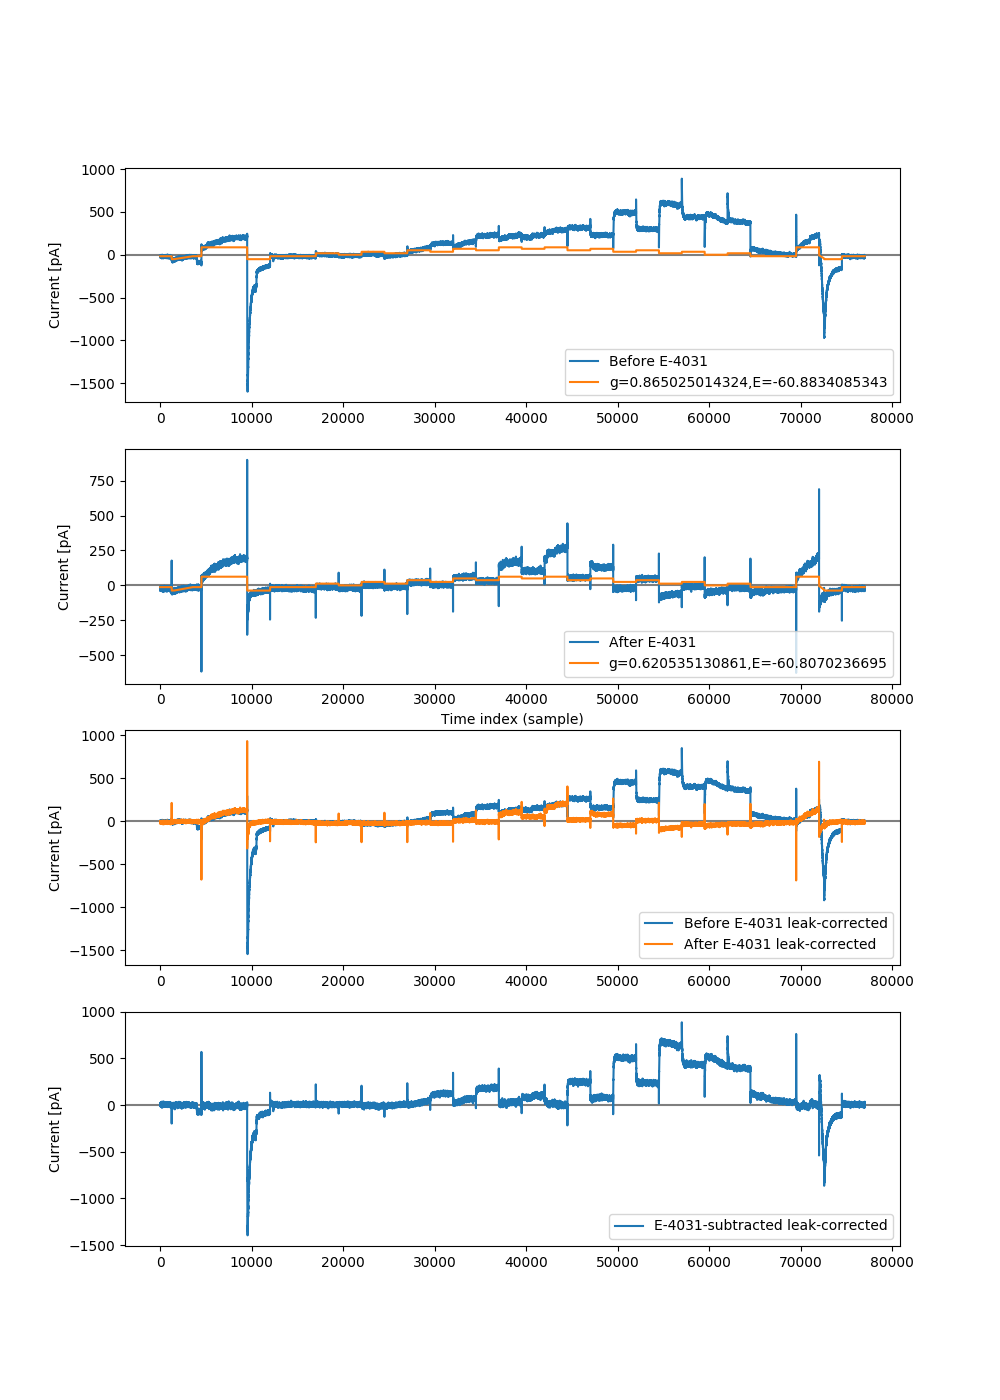 1000
500
0
−500
−1000
−1500
Current [pA]
Before E-4031
g=0.865025014324,E=-60.8834085343
0 10000 20000 30000 40000 50000 60000 70000 80000
750
500
250
0
−250
−500
Current [pA]
After E-4031
g=0.620535130861,E=-60.8070236695
0 10000 20000 30000 40000 50000 60000 70000 80000
Time index (sample)
1000
500
0
−500
−1000
−1500
Current [pA]
Before E-4031 leak-corrected
After E-4031 leak-corrected
0 10000 20000 30000 40000 50000 60000 70000 80000
1000
500
0
−500
−1000
−1500
Current [pA]
E-4031-subtracted leak-corrected
0 10000 20000 30000 40000 50000 60000 70000 80000